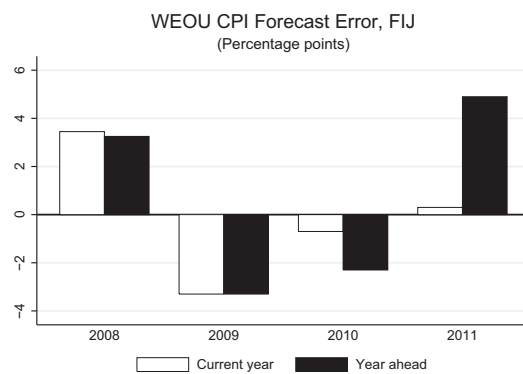 WEOU CPI Forecast Error, FIJ
(Percentage points)
6
4
2
0
−2
−4
2008 2009 2010 2011
Current year Year ahead